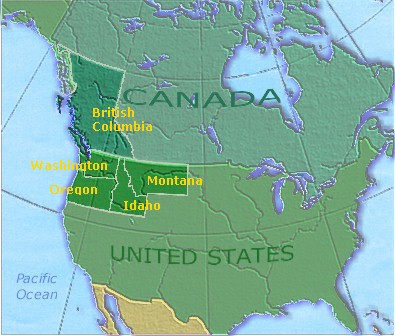 CANADA
British
Columbia
Washington
Oregon
Montana
Idaho
UNITED STATES
Pacific
Ocean